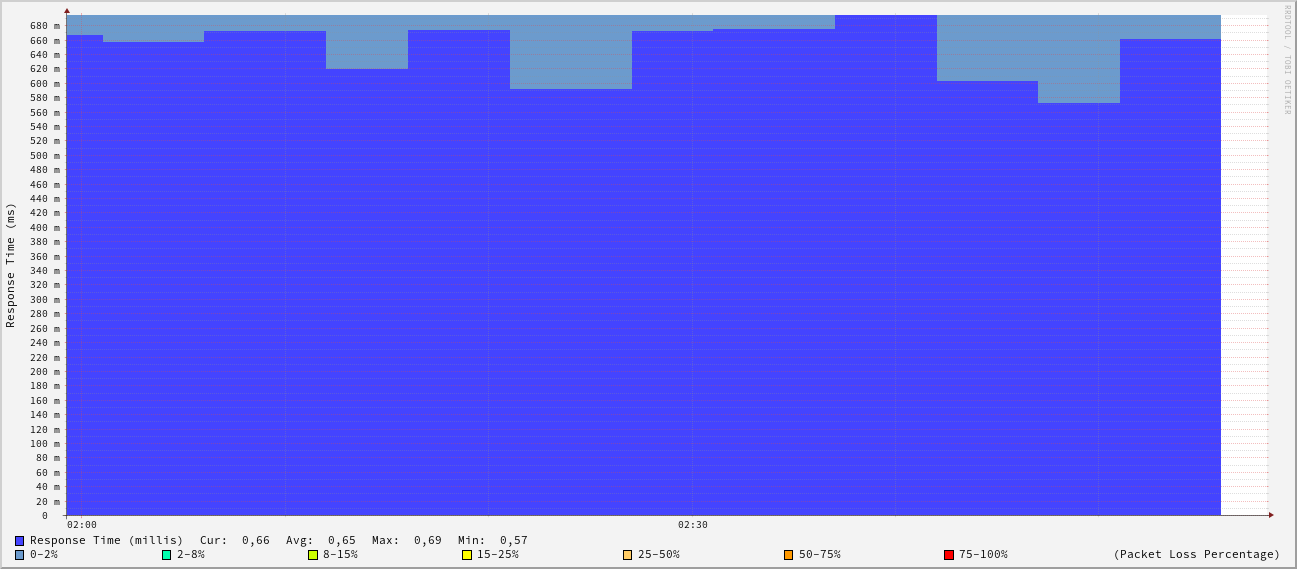 RRDTOOL / TOBI OETIKER
Response Time (ms)
680 m
660 m
640 m
620 m
600 m
580 m
560 m
540 m
520 m
500 m
480 m
460 m
440 m
420 m
400 m
380 m
360 m
340 m
320 m
300 m
280 m
260 m
240 m
220 m
200 m
180 m
160 m
140 m
120 m
100 m
80 m
60 m
40 m
20 m
0
02:00 02:30
Response Time (millis) Cur: 0,66 Avg: 0,65 Max: 0,69 Min: 0,57
0-2% 2-8% 8-15% 15-25% 25-50% 50-75% 75-100% (Packet Loss Percentage)